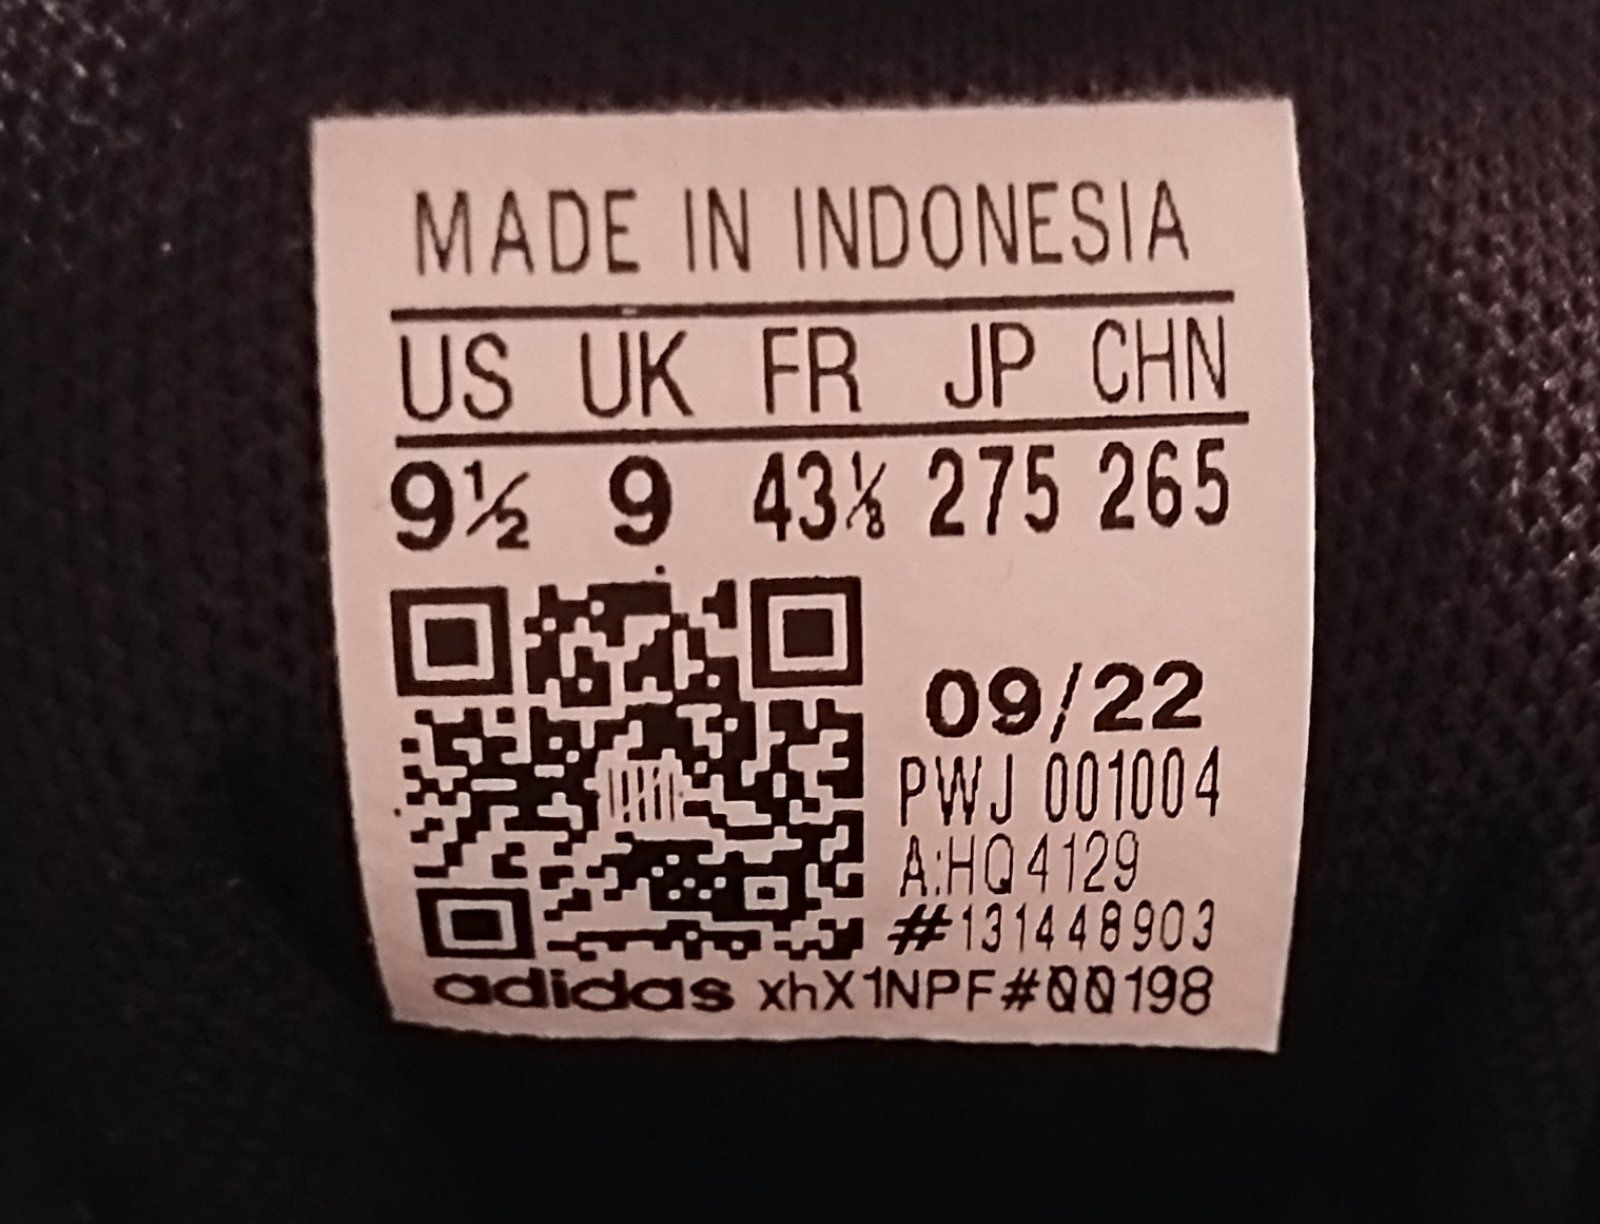 MADE IN INDONESIA
US UK FR JP CHN
9½ 9 43⅓ 275 265
09/22
PWJ 001004
A:HQ4129
#131448903
adidas xhX1NPF#00198